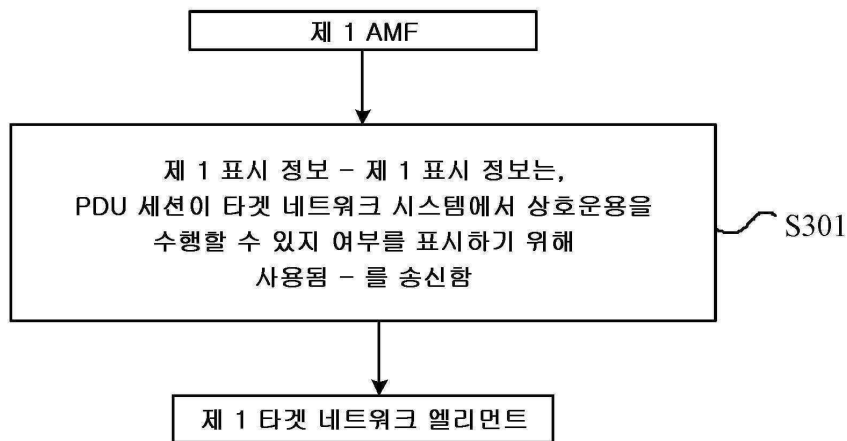 제 1 AMF
제 1 표시 정보 – 제 1 표시 정보는,
PDU 세션이 타겟 네트워크 시스템에서 상호운용을
수행할 수 있지 여부를 표시하기 위해
사용됨 – 를 송신함
S301
제 1 타겟 네트워크 엘리먼트